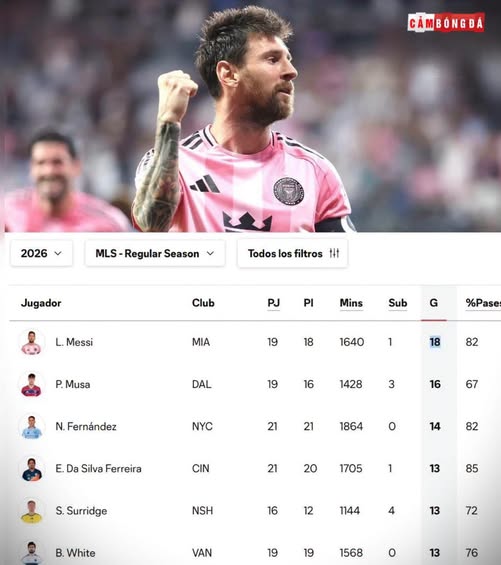 CẢM BÓNG ĐÁ
2026 MLS - Regular Season Todos los filtros
Jugador Club PJ PI Mins Sub G %Pases
L. Messi MIA 19 18 1640 1 18 82
P. Musa DAL 19 16 1428 3 16 67
N. Fernández NYC 21 21 1864 0 14 82
E. Da Silva Ferreira CIN 21 20 1705 1 13 85
S. Surridge NSH 16 12 1144 4 13 72
B. White VAN 19 19 1568 0 13 76